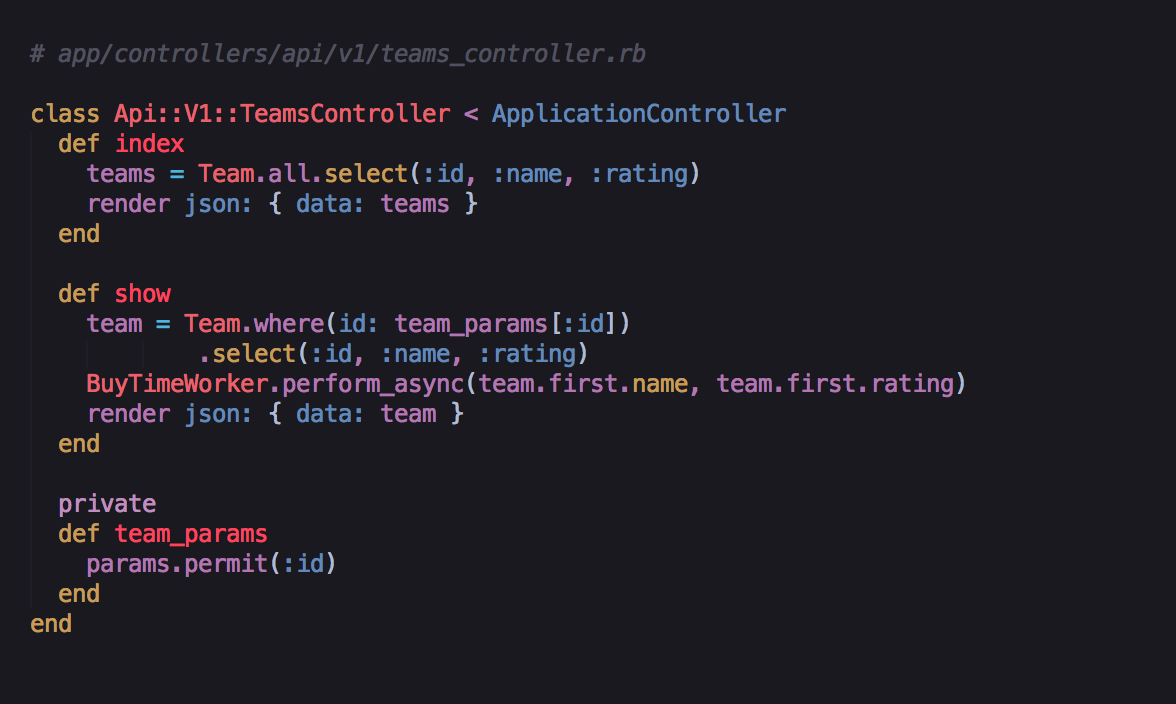 # app/controllers/api/v1/teams_controller.rb

class Api::V1::TeamsController < ApplicationController
  def index
    teams = Team.all.select(:id, :name, :rating)
    render json: { data: teams }
  end

  def show
    team = Team.where(id: team_params[:id])
            .select(:id, :name, :rating)
    BuyTimeWorker.perform_async(team.first.name, team.first.rating)
    render json: { data: team }
  end

  private
  def team_params
    params.permit(:id)
  end
end